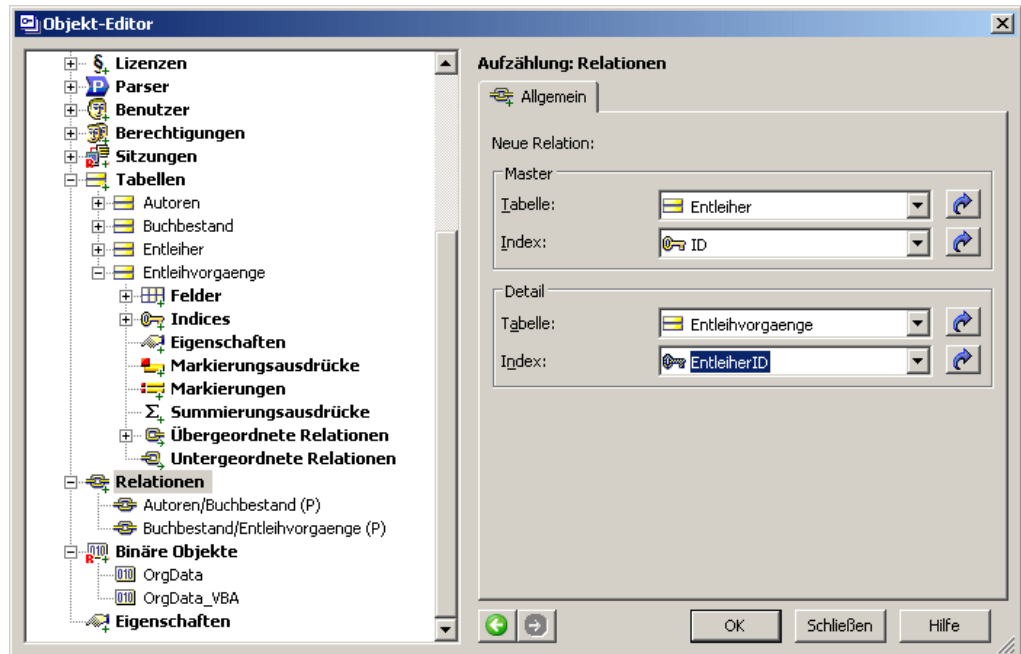 Objekt-Editor
Lizenzen
Parser
Benutzer
Berechtigungen
Sitzungen
Tabellen
Autoren
Buchbestand
Entleiher
Entleihvorgaenge
Felder
Indices
Eigenschaften
Markierungsausdrücke
Markierungen
Summierungsausdrücke
Übergeordnete Relationen
Untergeordnete Relationen
Relationen
Autoren/Buchbestand (P)
Buchbestand/Entleihvorgaenge (P)
Binäre Objekte
010 OrgData
010 OrgData_VBA
Eigenschaften
Aufzählung: Relationen
Allgemein
Neue Relation:
Master
Tabelle: Entleiher
Index: ID
Detail
Tabelle: Entleihvorgaenge
Index: EntleiherID
OK Schließen Hilfe